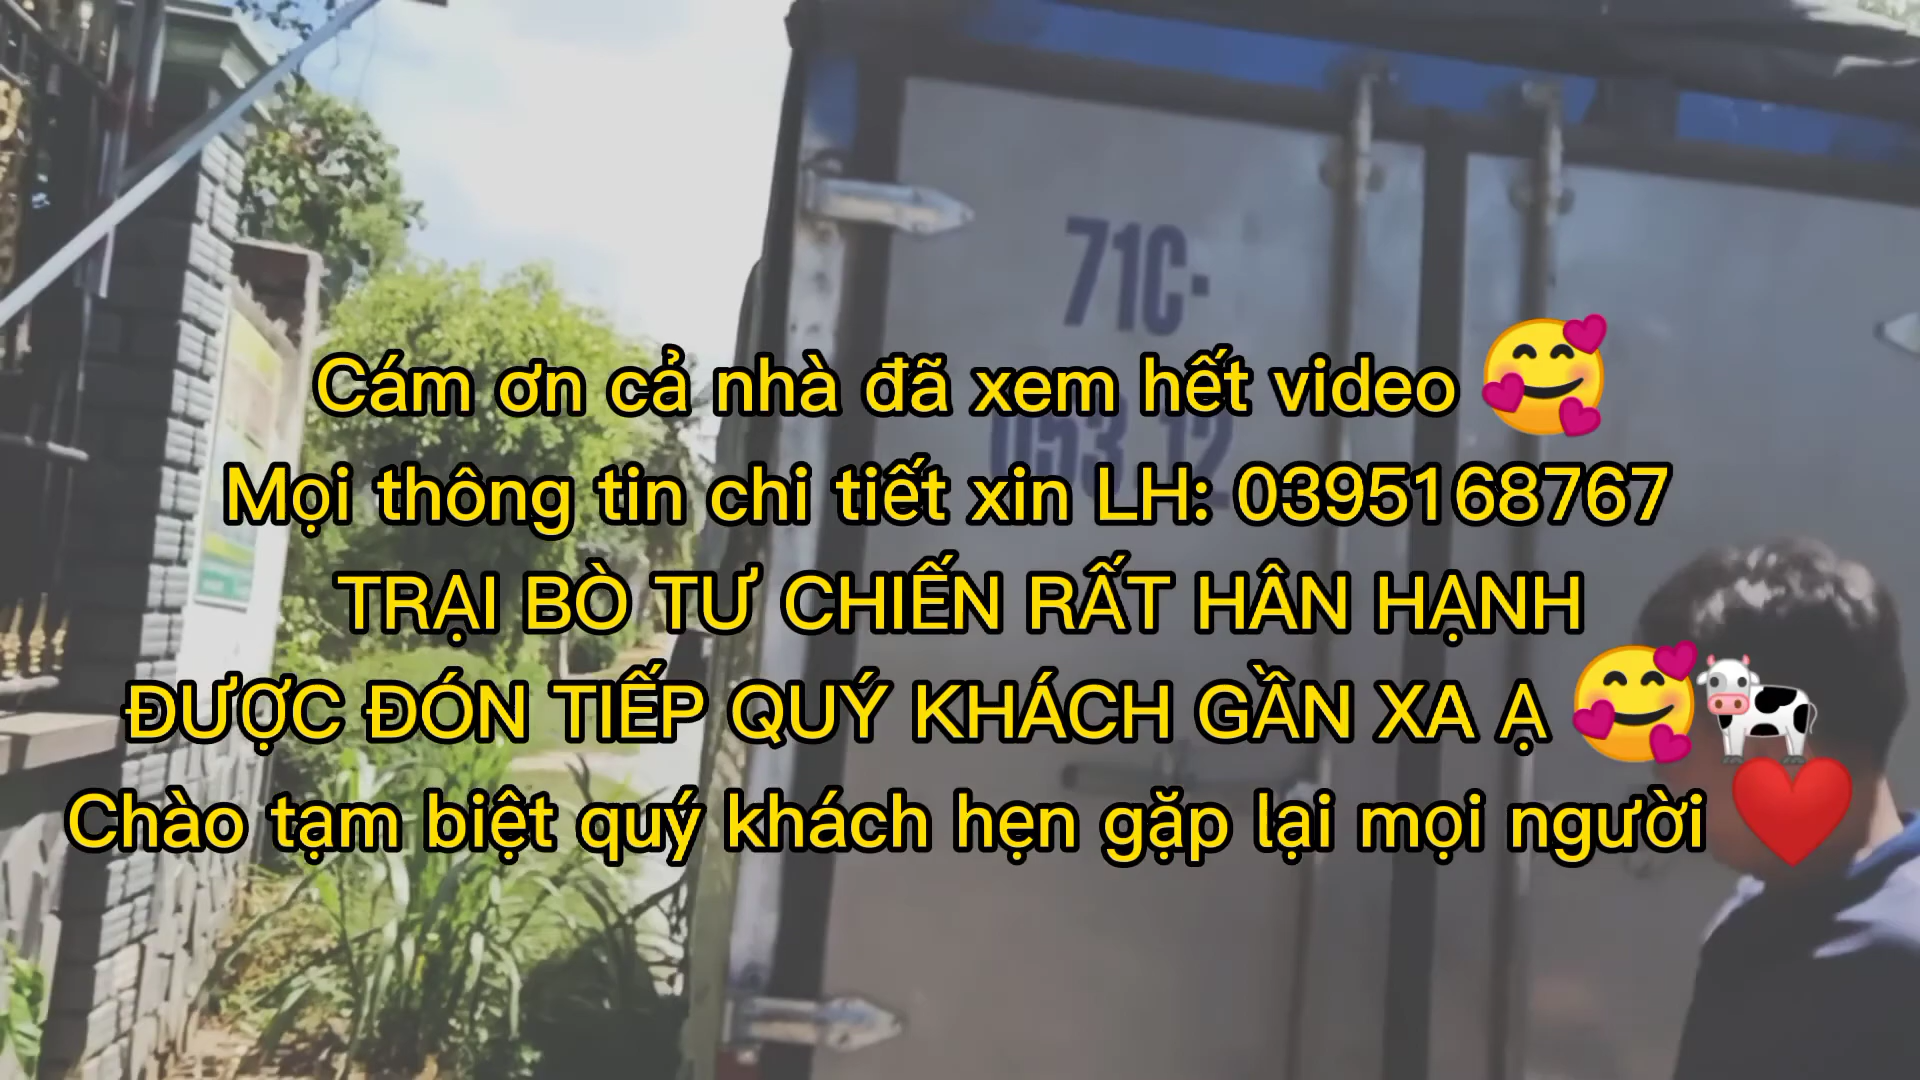 71C·
Cám ơn cả nhà đã xem hết video 🥰
053.12
Mọi thông tin chi tiết xin LH: 0395168767
TRẠI BÒ TƯ CHIẾN RẤT HÂN HẠNH
ĐƯỢC ĐÓN TIẾP QUÝ KHÁCH GẦN XA Ạ 🥰🐄
Chào tạm biệt quý khách hẹn gặp lại mọi người ❤️